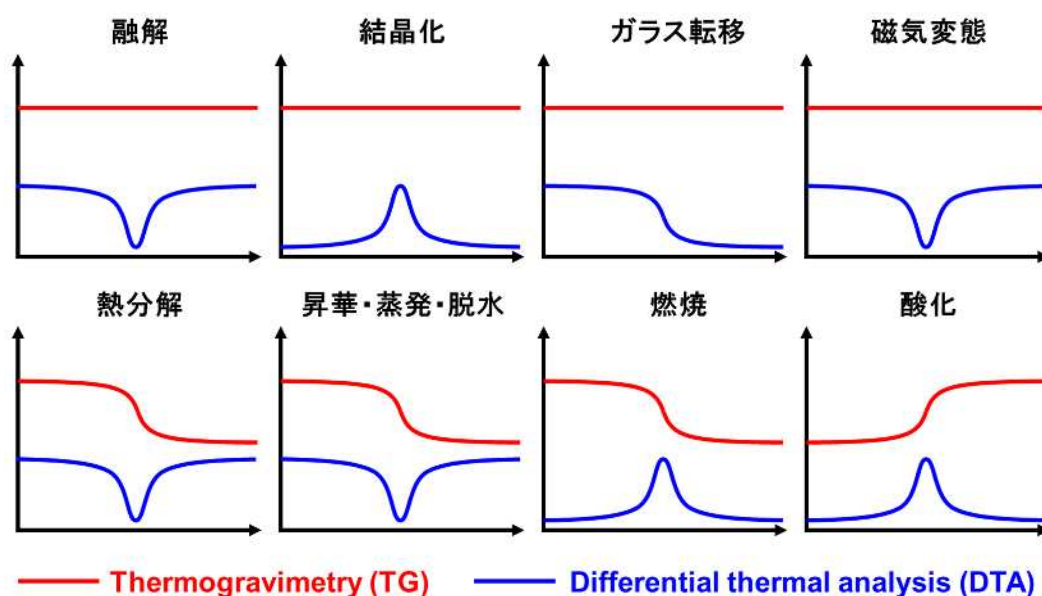 融解
結晶化
ガラス転移
磁気変態
熱分解
昇華・蒸発・脱水
燃焼
酸化
Thermogravimetry (TG)
Differential thermal analysis (DTA)